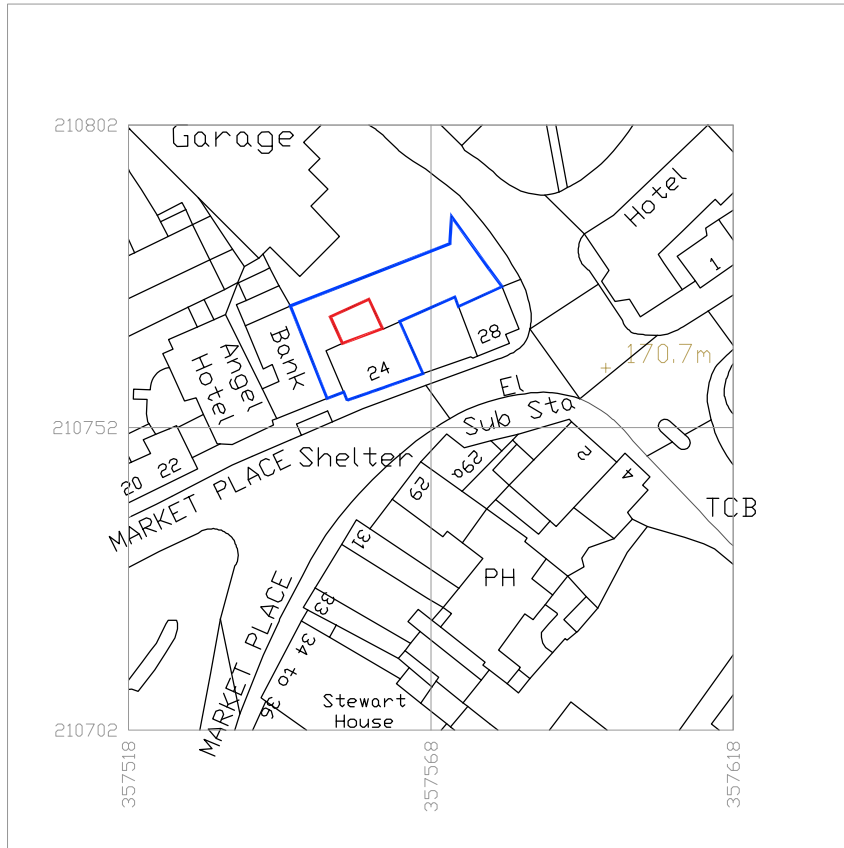 210802
Garage
Hotel
1
Bank
Angel
Hotel
24
28
170.7m
El
Sub Sta
210752
20
22
MARKET PLACE
Shelter
29
29a
2
4
TCB
31
PH
33
34 to 36
MARKET PLACE
Stewart
House
210702
357518
357568
357618